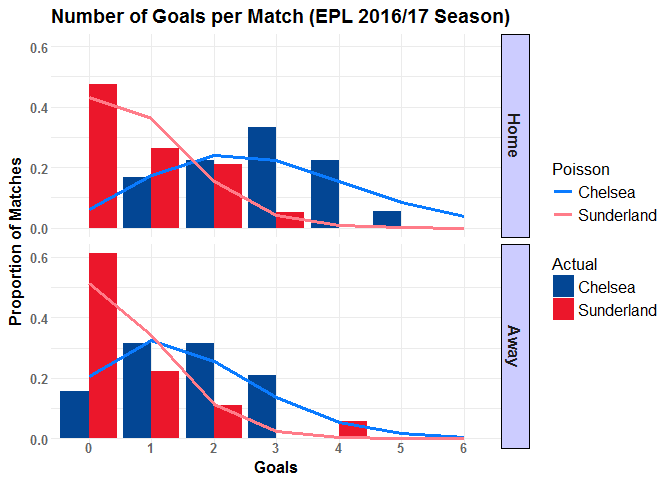 Number of Goals per Match (EPL 2016/17 Season)
Proportion of Matches
0.6
0.4
0.2
0.0
Home
0.6
0.4
0.2
0.0
Away
0 1 2 3 4 5 6
Goals
Poisson
Chelsea
Sunderland
Actual
Chelsea
Sunderland